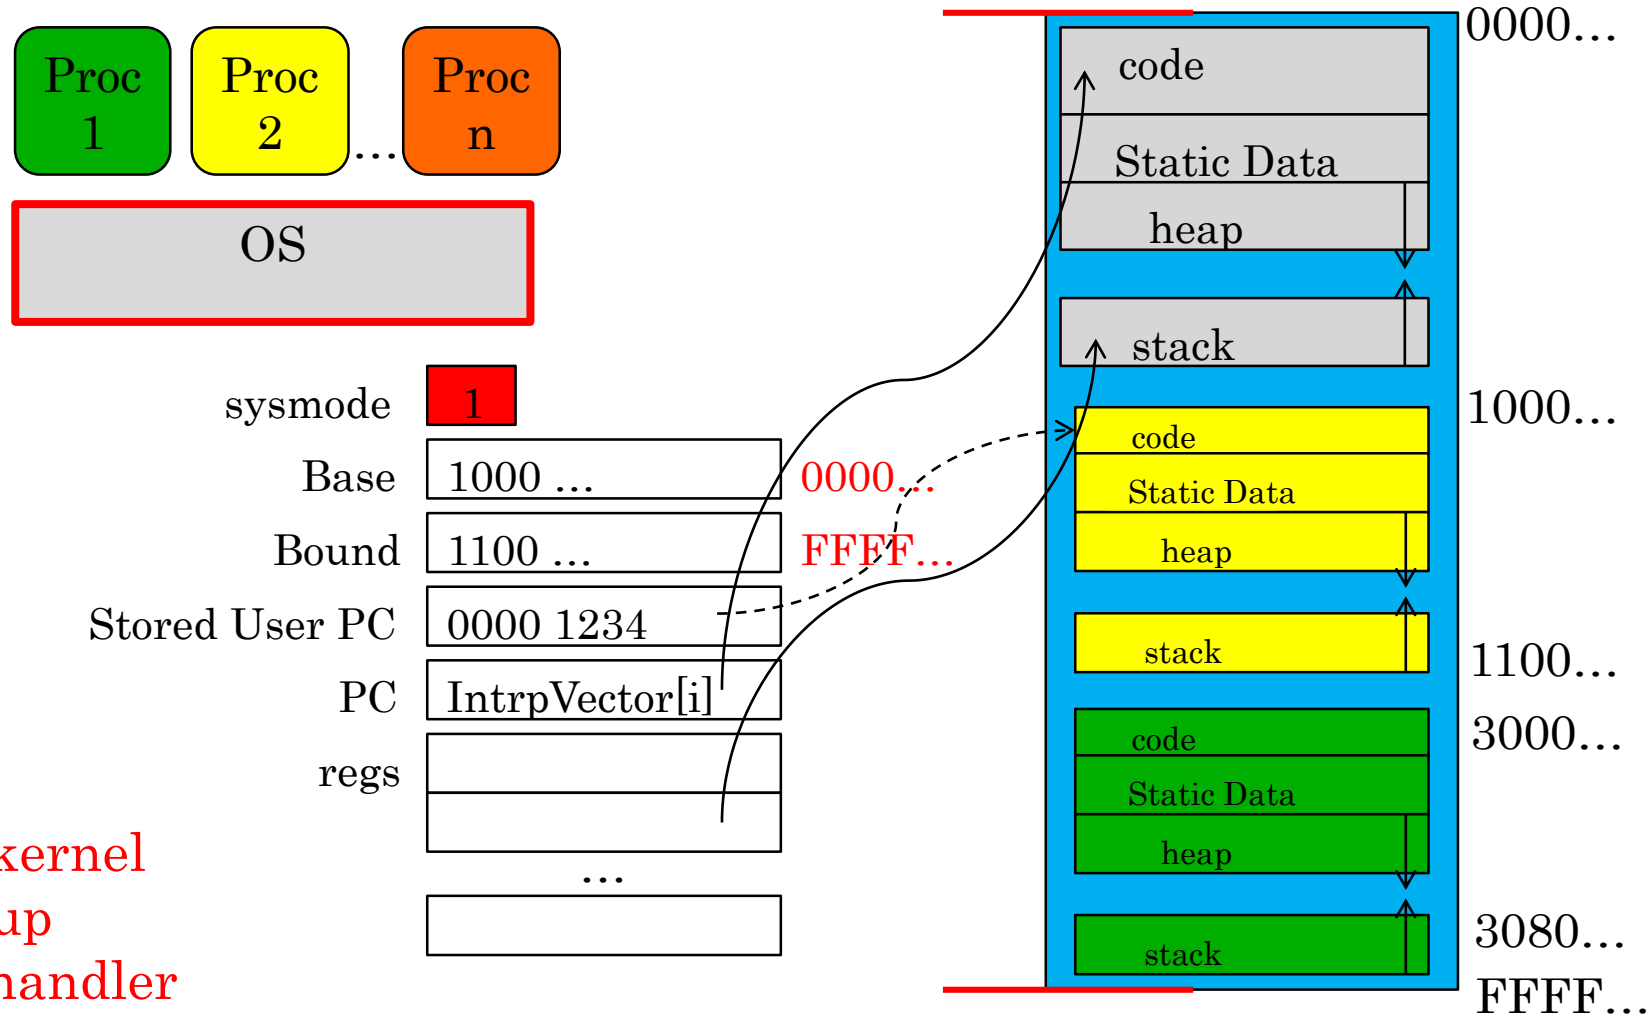 Proc
1
Proc
2
...
Proc
n
OS
sysmode
1
Base
1000 ...
0000...
Bound
1100 ...
FFFF...
Stored User PC
0000 1234
PC
IntrpVector[i]
regs
...
kernel
up
handler
0000...
code
Static Data
heap
stack
1000...
code
Static Data
heap
stack
1100...
3000...
code
Static Data
heap
stack
3080...
FFFF...